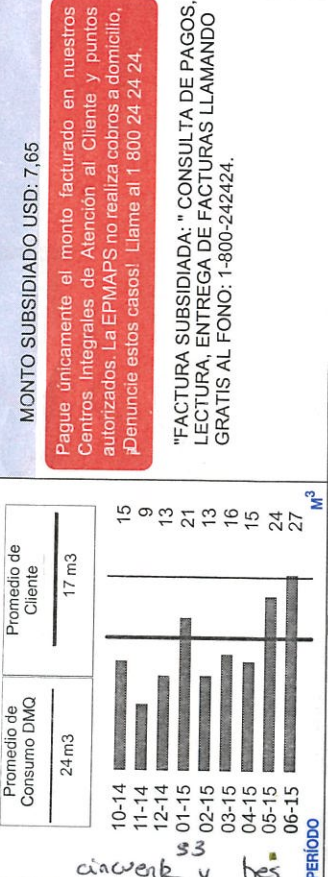 Promedio de
Consumo DMQ
24m3
Promedio de
Cliente
17 m3
10-14 15
11-14 9
12-14 13
01-15 21
02-15 13
03-15 16
04-15 15
05-15 24
06-15 27
PERÍODO M³
53
cincuenta y tres
MONTO SUBSIDIADO USD: 7,65
Pague únicamente el monto facturado en nuestros
Centros Integrales de Atención al Cliente y puntos
autorizados. La EPMAPS no realiza cobros a domicilio,
¡Denuncie estos casos! Llame al 1 800 24 24 24.
"FACTURA SUBSIDIADA: " CONSULTA DE PAGOS,
LECTURA, ENTREGA DE FACTURAS LLAMANDO
GRATIS AL FONO: 1-800-242424.